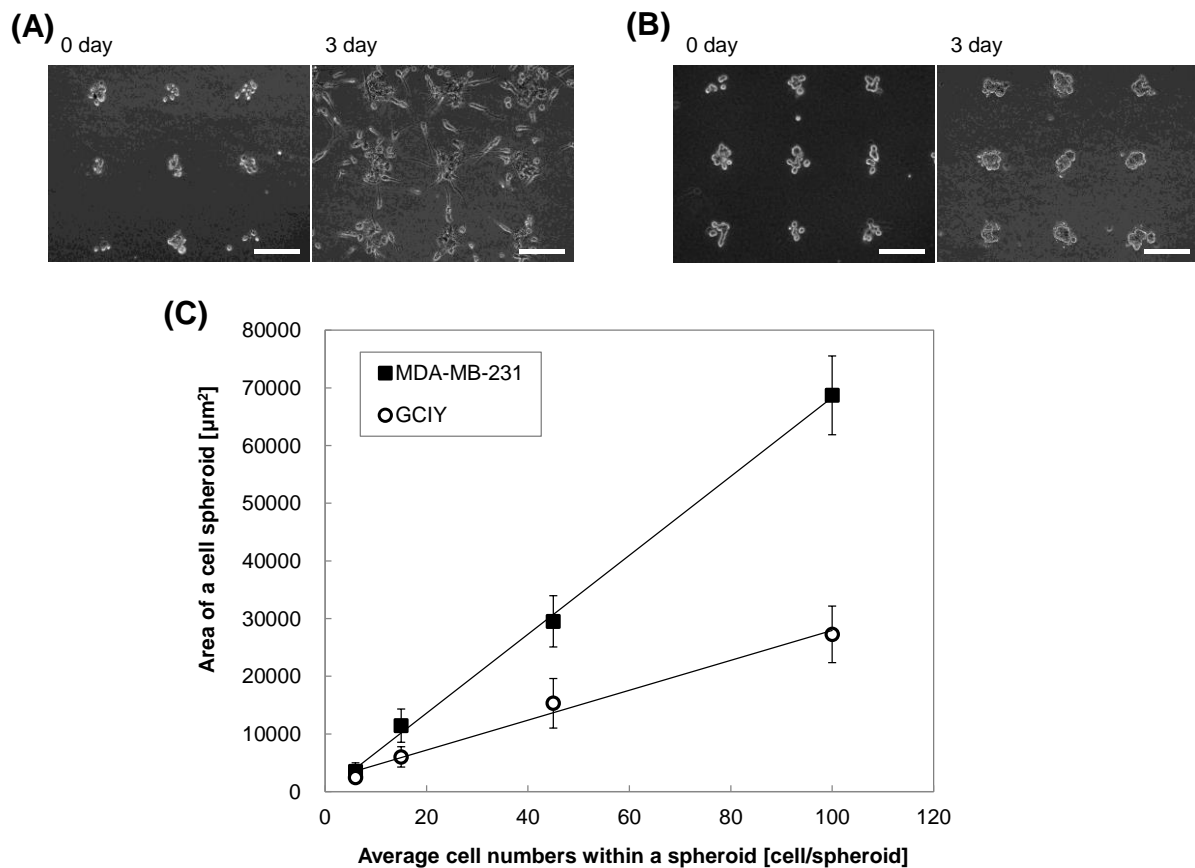 (A)
0 day 3 day
(B)
0 day 3 day
(C)
80000
70000
60000
50000
40000
30000
20000
10000
0
Area of a cell spheroid [µm²]
MDA-MB-231
GCIY
0 20 40 60 80 100 120
Average cell numbers within a spheroid [cell/spheroid]